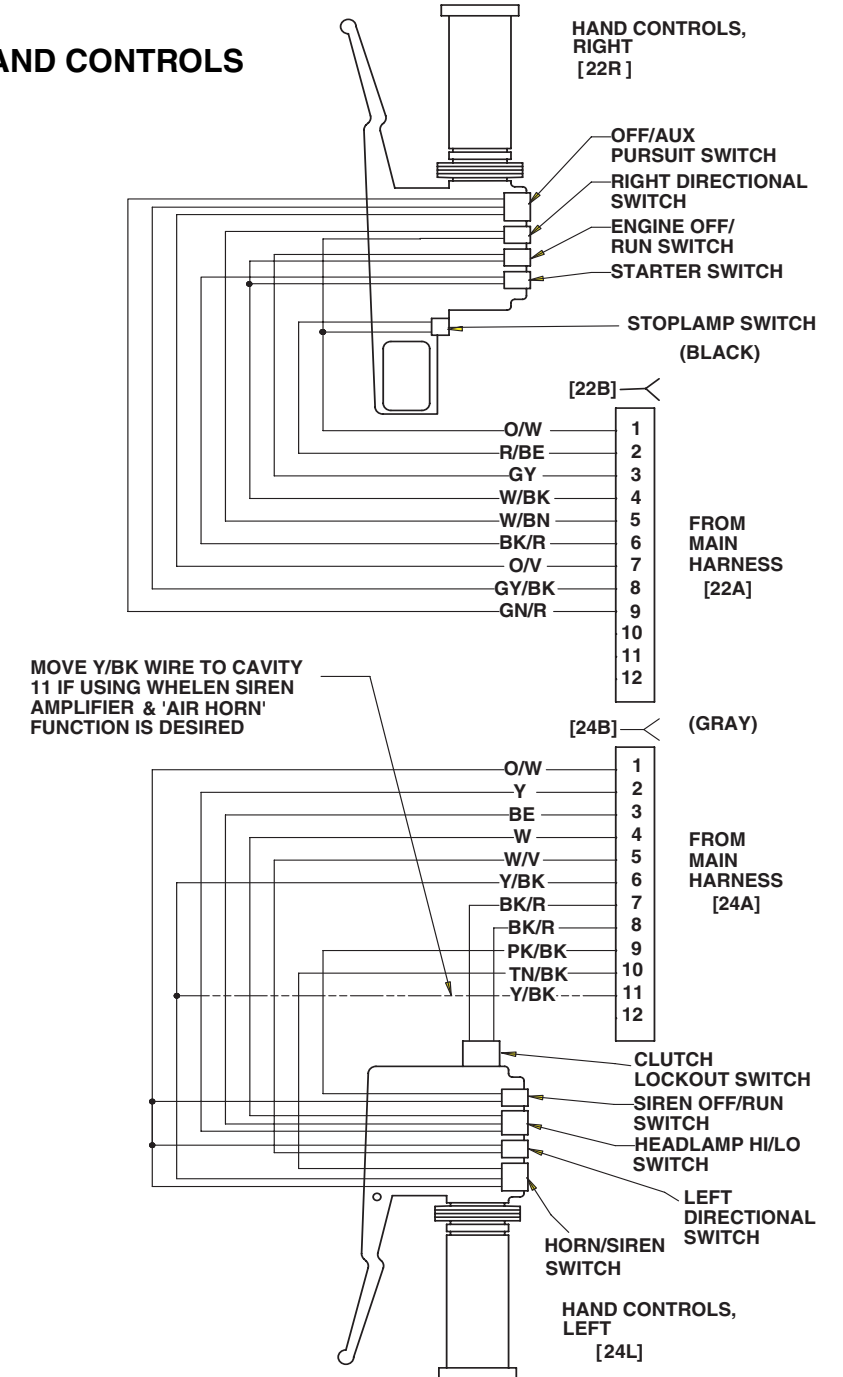 AND CONTROLS
HAND CONTROLS,
RIGHT
[22R ]
OFF/AUX
PURSUIT SWITCH
RIGHT DIRECTIONAL
SWITCH
ENGINE OFF/
RUN SWITCH
STARTER SWITCH
STOPLAMP SWITCH
(BLACK)
[22B]
O/W 1
R/BE 2
GY 3
W/BK 4
W/BN 5
BK/R 6
O/V 7
GY/BK 8
GN/R 9
10
11
12
FROM
MAIN
HARNESS
[22A]
MOVE Y/BK WIRE TO CAVITY
11 IF USING WHELEN SIREN
AMPLIFIER & 'AIR HORN'
FUNCTION IS DESIRED
[24B]
(GRAY)
O/W 1
Y 2
BE 3
W 4
W/V 5
Y/BK 6
BK/R 7
BK/R 8
PK/BK 9
TN/BK 10
Y/BK 11
12
FROM
MAIN
HARNESS
[24A]
CLUTCH
LOCKOUT SWITCH
SIREN OFF/RUN
SWITCH
HEADLAMP HI/LO
SWITCH
LEFT
DIRECTIONAL
SWITCH
HORN/SIREN
SWITCH
HAND CONTROLS,
LEFT
[24L]